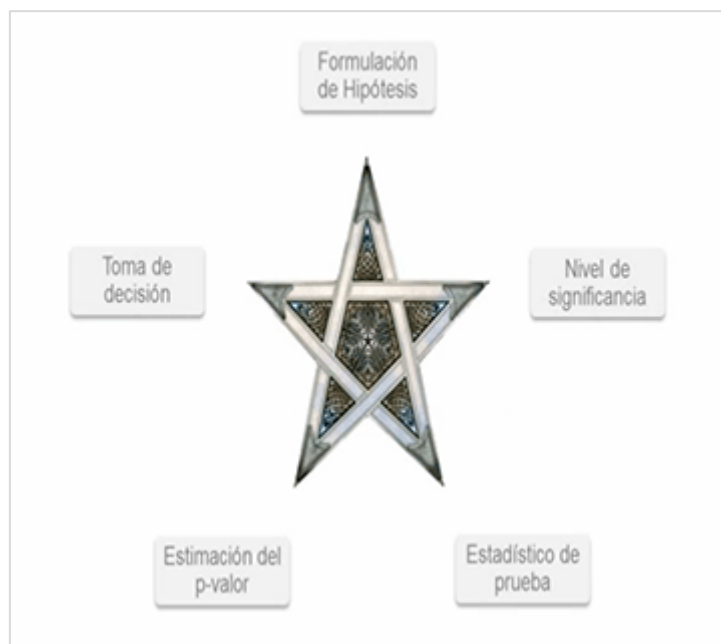 Formulación
de Hipótesis
Toma de
decisión
Nivel de
significancia
Estimación del
p-valor
Estadístico de
prueba